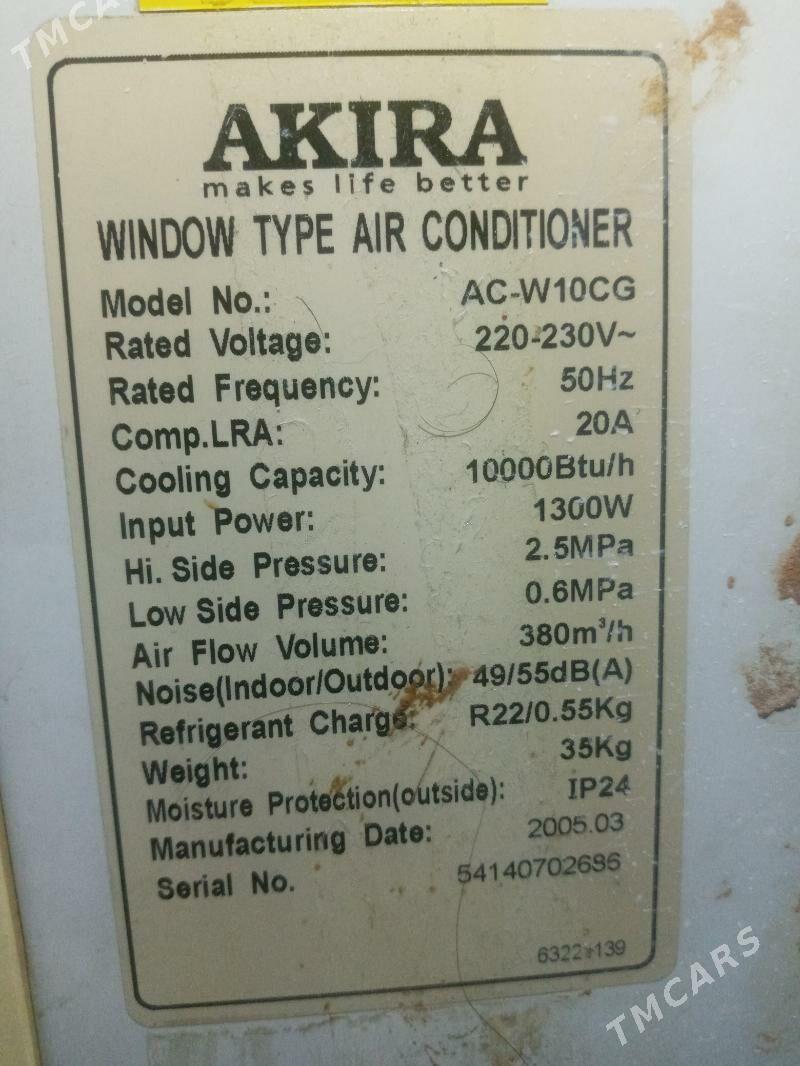 TMCARS
AKIRA
makes life better
WINDOW TYPE AIR CONDITIONER
Model No.: AC-W10CG
Rated Voltage: 220-230V~
Rated Frequency: 50Hz
Comp.LRA: 20A
Cooling Capacity: 10000Btu/h
Input Power: 1300W
Hi. Side Pressure: 2.5MPa
Low Side Pressure: 0.6MPa
Air Flow Volume: 380m³/h
Noise(Indoor/Outdoor): 49/55dB(A)
Refrigerant Charge: R22/0.55Kg
Weight: 35Kg
Moisture Protection(outside): IP24
Manufacturing Date: 2005.03
Serial No. 54140702686
TMCARS